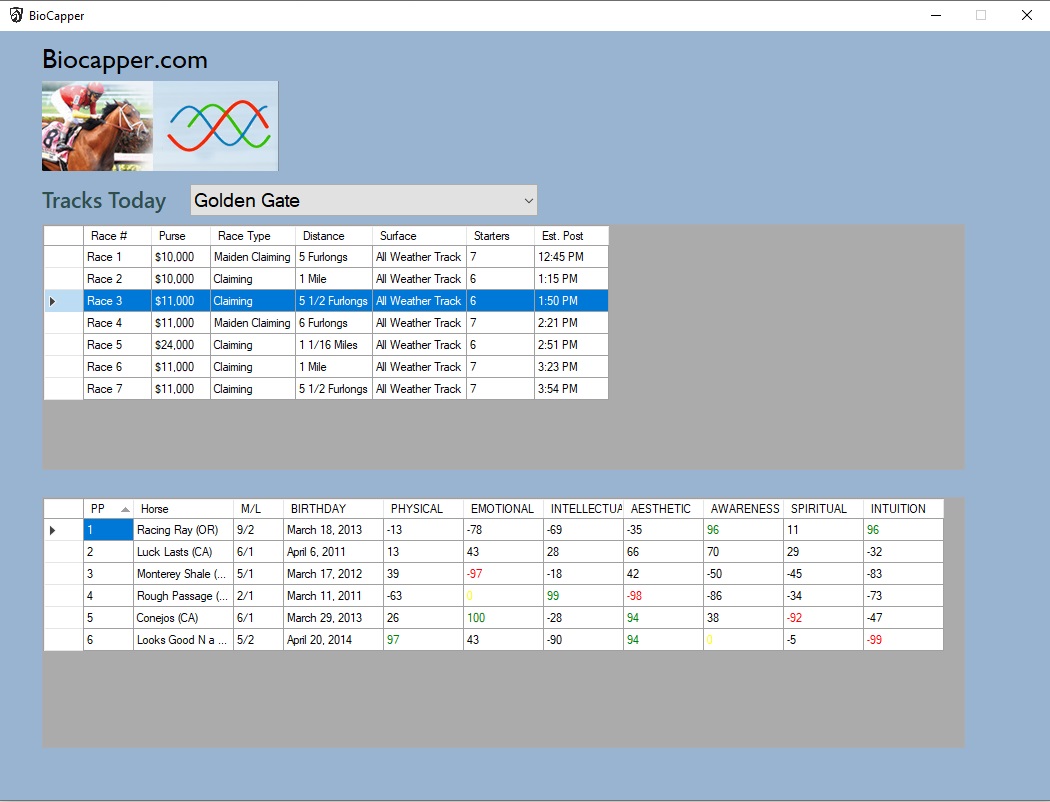 BioCapper
Biocapper.com
8
Tracks Today Golden Gate
Race # Purse Race Type Distance Surface Starters Est. Post
Race 1 $10,000 Maiden Claiming 5 Furlongs All Weather Track 7 12:45 PM
Race 2 $10,000 Claiming 1 Mile All Weather Track 6 1:15 PM
Race 3 $11,000 Claiming 5 1/2 Furlongs All Weather Track 6 1:50 PM
Race 4 $11,000 Maiden Claiming 6 Furlongs All Weather Track 7 2:21 PM
Race 5 $24,000 Claiming 1 1/16 Miles All Weather Track 6 2:51 PM
Race 6 $11,000 Claiming 1 Mile All Weather Track 7 3:23 PM
Race 7 $11,000 Claiming 5 1/2 Furlongs All Weather Track 7 3:54 PM
PP Horse M/L BIRTHDAY PHYSICAL EMOTIONAL INTELLECTUA AESTHETIC AWARENESS SPIRITUAL INTUITION
1 Racing Ray (OR) 9/2 March 18, 2013 -13 -78 -69 -35 96 11 96
2 Luck Lasts (CA) 6/1 April 6, 2011 13 43 28 66 70 29 -32
3 Monterey Shale (... 5/1 March 17, 2012 39 -97 -18 42 -50 -45 -83
4 Rough Passage (... 2/1 March 11, 2011 -63 0 99 -98 -86 -34 -73
5 Conejos (CA) 6/1 March 29, 2013 26 100 -28 94 38 -92 -47
6 Looks Good N a ... 5/2 April 20, 2014 97 43 -90 94 0 -5 -99